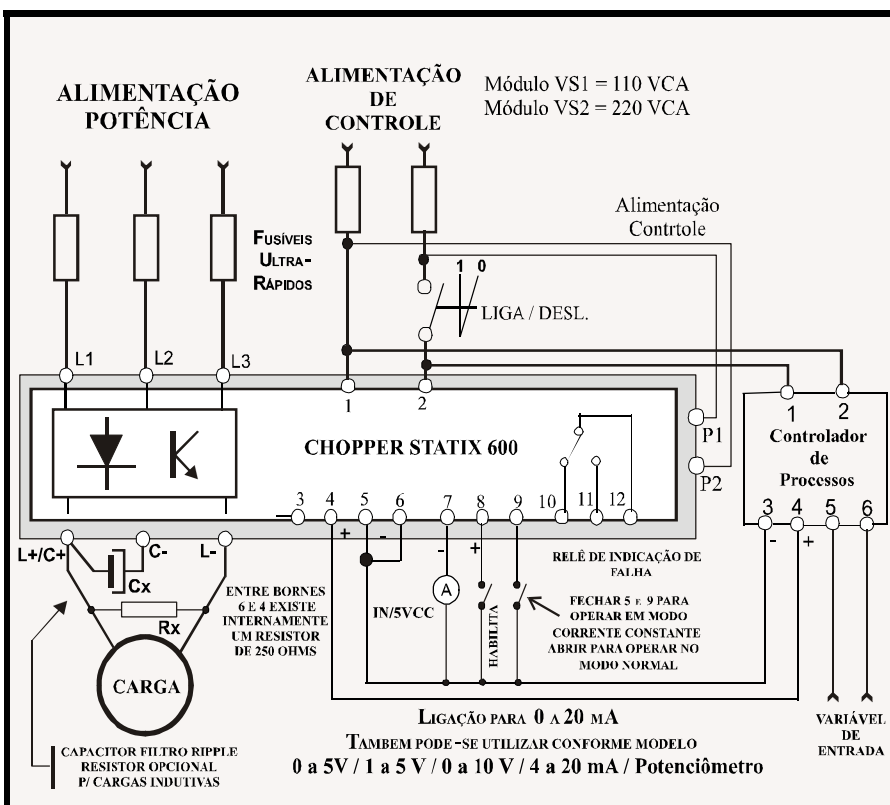 ALIMENTAÇÃO
POTÊNCIA
ALIMENTAÇÃO
DE
CONTROLE
Módulo VS1 = 110 VCA
Módulo VS2 = 220 VCA
FUSÍVEIS
ULTRA-
RÁPIDOS
Alimentação
Contrtole
1 0
LIGA / DESL.
L1 L2 L3
1 2
1 2
CHOPPER STATIX 600
P1
P2
Controlador
de
Processos
3 4 5 6 7 8 9 10 11 12
3 4 5 6
+ - - +
- +
L+/C+ C- L-
Cx
Rx
CARGA
ENTRE BORNES
6 E 4 EXISTE
INTERNAMENTE
UM RESISTOR
DE 250 OHMS
A
IN/5VCC
HABILITA
RELÊ DE INDICAÇÃO DE
FALHA
FECHAR 5 E 9 PARA
OPERAR EM MODO
CORRENTE CONSTANTE
ABRIR PARA OPERAR NO
MODO NORMAL
LIGAÇÃO PARA 0 A 20 MA
TAMBEM PODE-SE UTILIZAR CONFORME MODELO
0 a 5V / 1 a 5 V / 0 a 10 V / 4 a 20 mA / Potenciômetro
CAPACITOR FILTRO RIPPLE
RESISTOR OPCIONAL
P/ CARGAS INDUTIVAS
VARIÁVEL
DE
ENTRADA